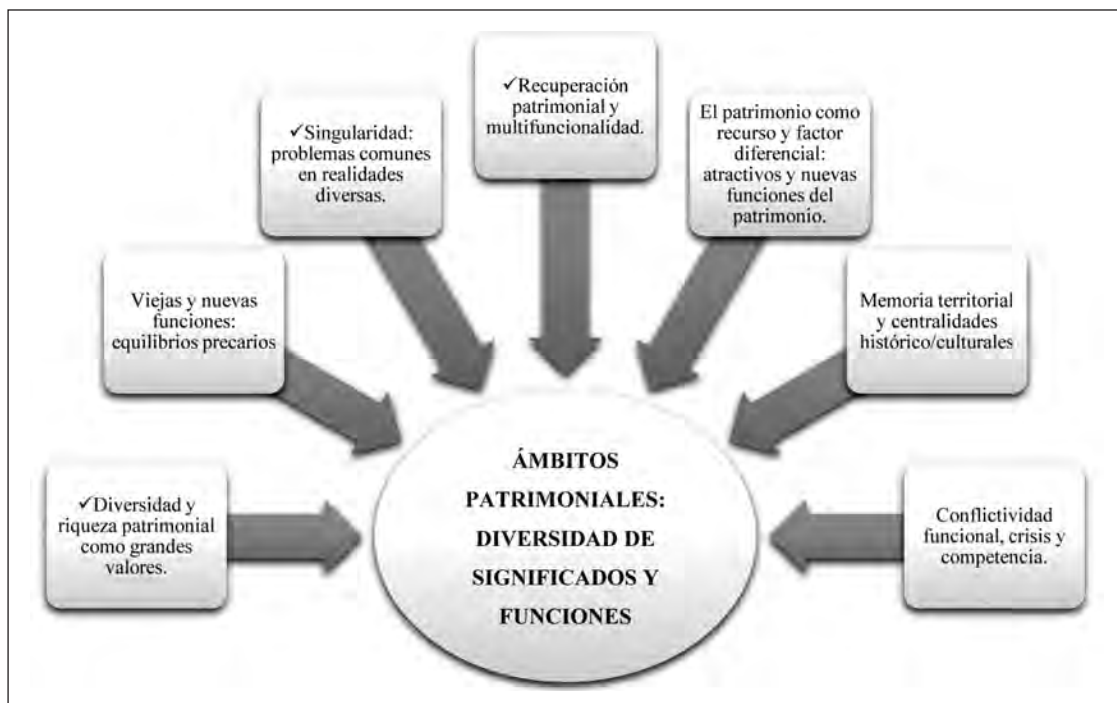 ✓Diversidad y
riqueza patrimonial
como grandes
valores.
Viejas y nuevas
funciones:
equilibrios precarios
✓Singularidad:
problemas comunes
en realidades
diversas.
✓Recuperación
patrimonial y
multifuncionalidad.
El patrimonio como
recurso y factor
diferencial:
atractivos y nuevas
funciones del
patrimonio.
Memoria territorial
y centralidades
histórico/culturales
Conflictividad
funcional, crisis y
competencia.
ÁMBITOS
PATRIMONIALES:
DIVERSIDAD DE
SIGNIFICADOS Y
FUNCIONES